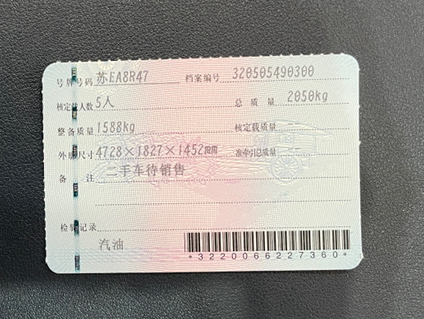 号牌号码 苏EA8R47 档案编号 320505490300
核定载人数 5人 总质量 2050kg
整备质量 1588kg 核定载质量
外廓尺寸 4728×1827×1452mm 准牵引总质量
备注 二手车待销售
检验记录
汽油
*3220066227360*